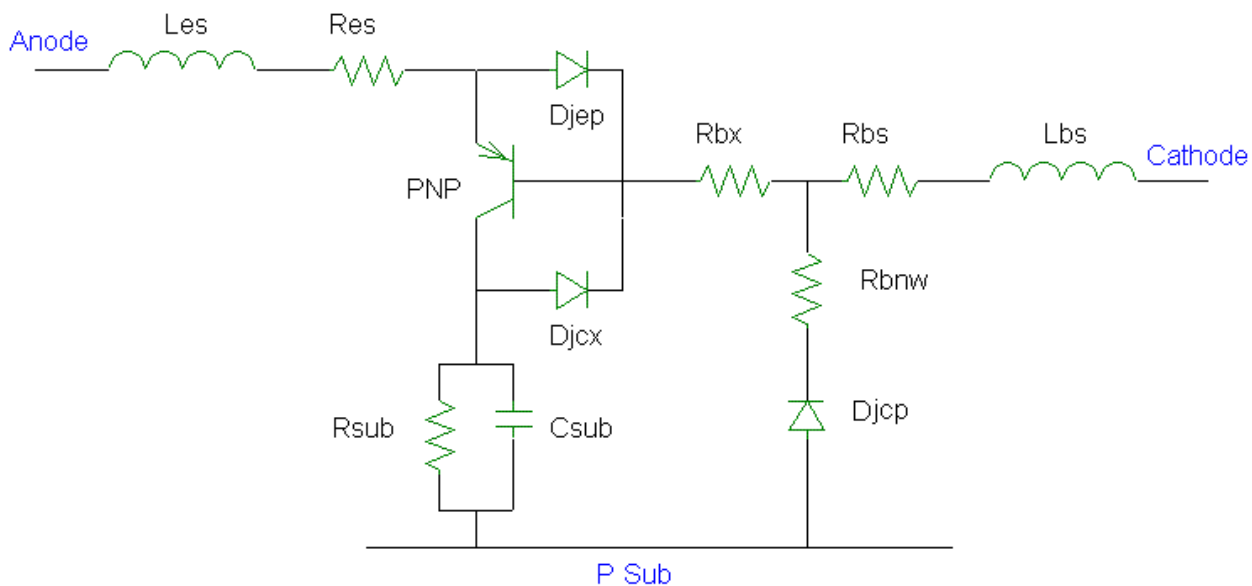 Les
Res
Anode
Djep
Rbx
Rbs
Lbs
Cathode
PNP
Rbnw
Djcx
Djcp
Rsub
Csub
P Sub